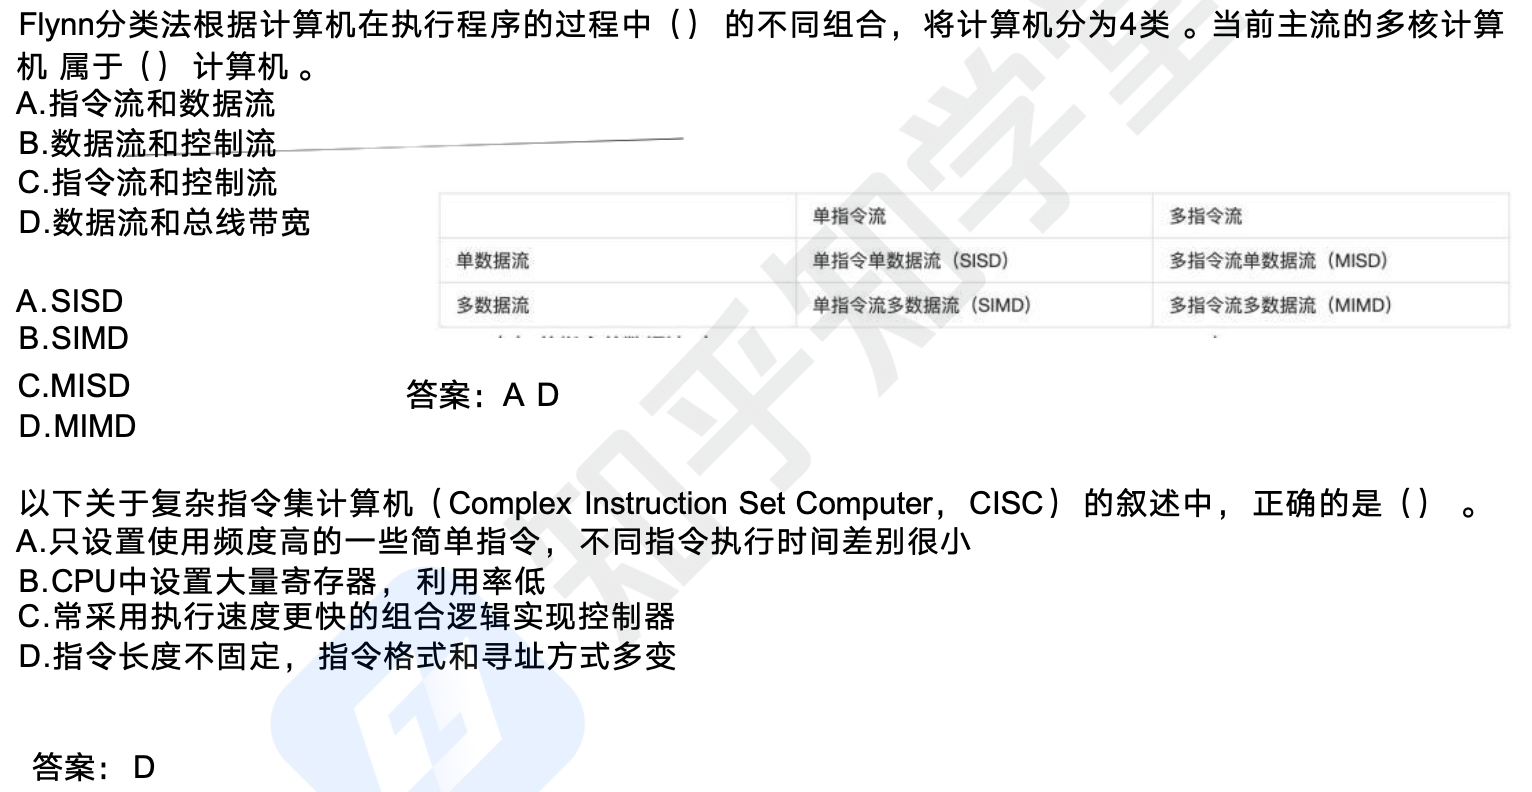 Flynn分类法根据计算机在执行程序的过程中（） 的不同组合，将计算机分为4类 。当前主流的多核计算
机 属于（） 计算机 。
A.指令流和数据流
B.数据流和控制流
C.指令流和控制流
D.数据流和总线带宽
单指令流 多指令流
单数据流 单指令单数据流（SISD） 多指令流单数据流（MISD）
多数据流 单指令流多数据流（SIMD） 多指令流多数据流（MIMD）
A.SISD
B.SIMD
C.MISD
D.MIMD
答案：A D
以下关于复杂指令集计算机（Complex Instruction Set Computer，CISC） 的叙述中，正确的是（） 。
A.只设置使用频度高的一些简单指令，不同指令执行时间差别很小
B.CPU中设置大量寄存器，利用率低
C.常采用执行速度更快的组合逻辑实现控制器
D.指令长度不固定，指令格式和寻址方式多变
答案： D
知乎知学堂